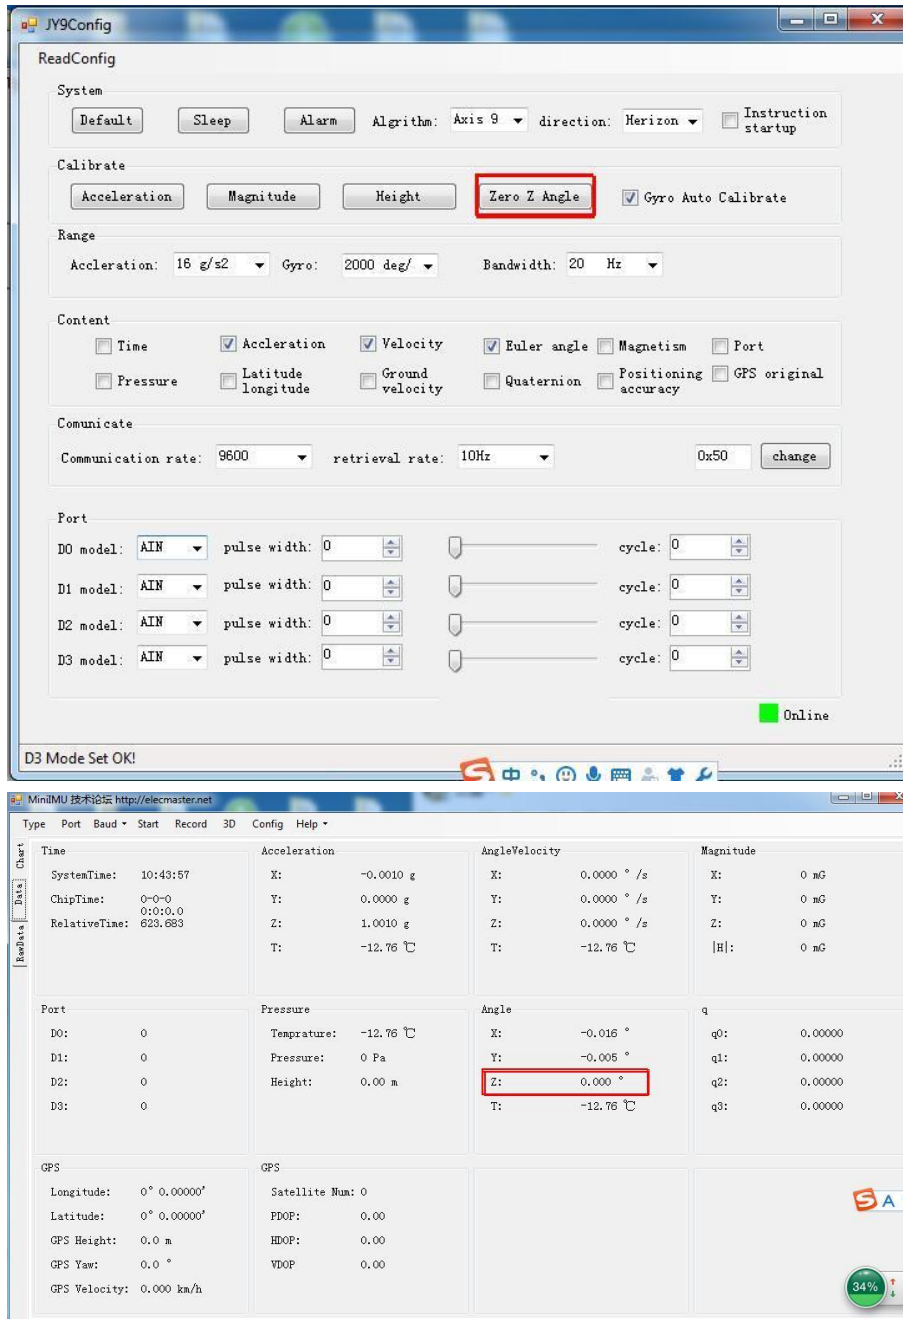 JY9Config
ReadConfig
System
Default Sleep Alarm Algrithm: Axis 9 direction: Herizon Instruction startup
Calibrate
Acceleration Magnitude Height Zero Z Angle Gyro Auto Calibrate
Range
Accleration: 16 g/s2 Gyro: 2000 deg/ Bandwidth: 20 Hz
Content
Time Accleration Velocity Euler angle Magnetism Port
Pressure Latitude longitude Ground velocity Quaternion Positioning accuracy GPS original
Comunicate
Communication rate: 9600 retrieval rate: 10Hz 0x50 change
Port
D0 model: AIN pulse width: 0 cycle: 0
D1 model: AIN pulse width: 0 cycle: 0
D2 model: AIN pulse width: 0 cycle: 0
D3 model: AIN pulse width: 0 cycle: 0
Online
D3 Mode Set OK!
S 中
MiniIMU 技术论坛 http://elecmaster.net
Type Port Baud Start Record 3D Config Help
Chart
Data
RawData
Time
SystemTime: 10:43:57
ChipTime: 0-0-0
0:0:0.0
RelativeTime: 623.683
Acceleration
X: -0.0010 g
Y: 0.0000 g
Z: 1.0010 g
T: -12.76 ℃
AngleVelocity
X: 0.0000 ° /s
Y: 0.0000 ° /s
Z: 0.0000 ° /s
T: -12.76 ℃
Magnitude
X: 0 mG
Y: 0 mG
Z: 0 mG
|H|: 0 mG
Port
D0: 0
D1: 0
D2: 0
D3: 0
Pressure
Temprature: -12.76 ℃
Pressure: 0 Pa
Height: 0.00 m
Angle
X: -0.016 °
Y: -0.005 °
Z: 0.000 °
T: -12.76 ℃
q
q0: 0.00000
q1: 0.00000
q2: 0.00000
q3: 0.00000
GPS
Longitude: 0° 0.00000'
Latitude: 0° 0.00000'
GPS Height: 0.0 m
GPS Yaw: 0.0 °
GPS Velocity: 0.000 km/h
GPS
Satellite Num: 0
PDOP: 0.00
HDOP: 0.00
VDOP 0.00
S A
34%